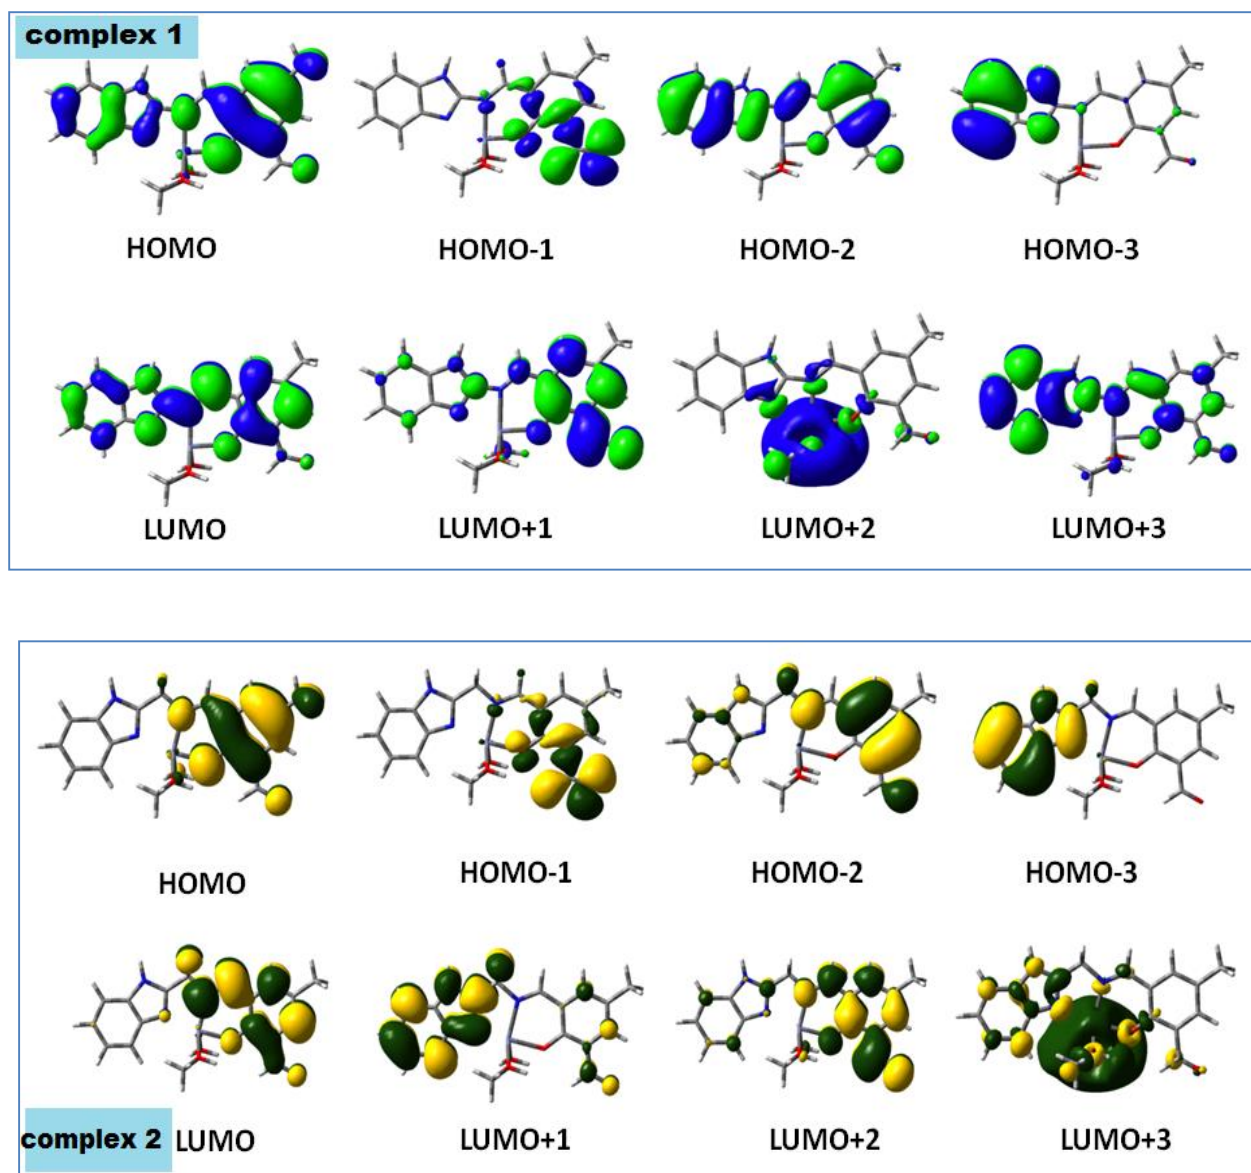 complex 1
HOMO HOMO-1 HOMO-2 HOMO-3
LUMO LUMO+1 LUMO+2 LUMO+3
HOMO HOMO-1 HOMO-2 HOMO-3
complex 2 LUMO LUMO+1 LUMO+2 LUMO+3